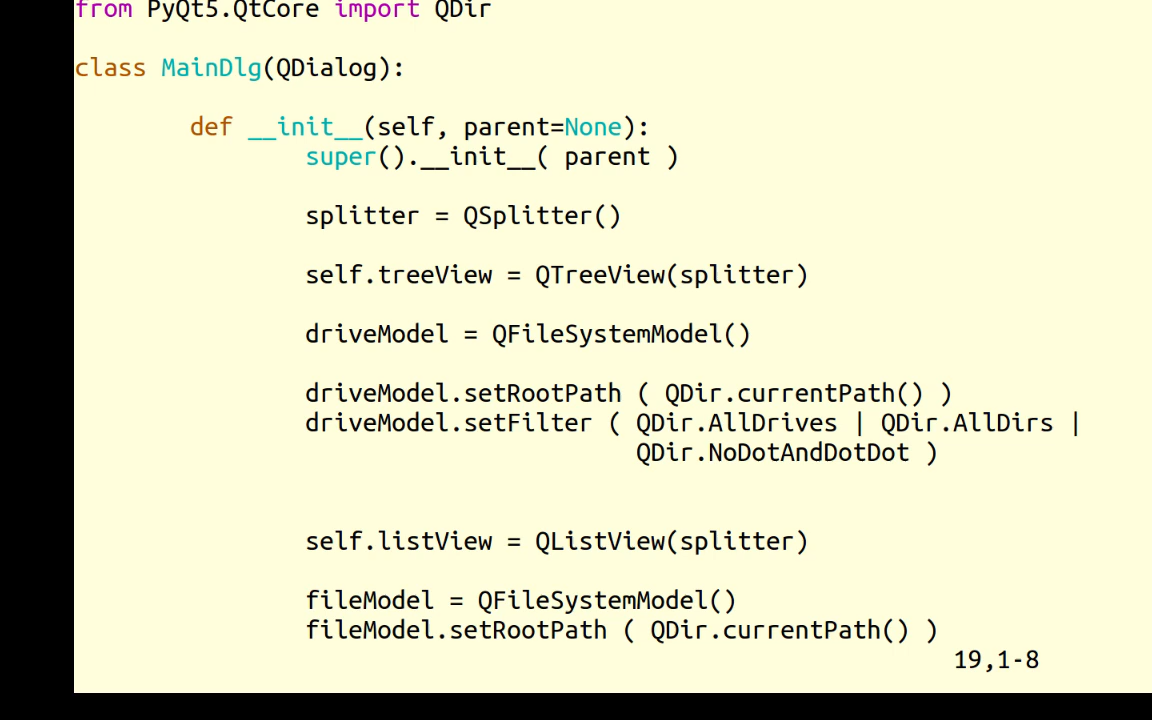 from PyQt5.QtCore import QDir
class MainDlg(QDialog):
def __init__(self, parent=None):
super().__init__( parent )
splitter = QSplitter()
self.treeView = QTreeView(splitter)
driveModel = QFileSystemModel()
driveModel.setRootPath ( QDir.currentPath() )
driveModel.setFilter ( QDir.AllDrives | QDir.AllDirs |
QDir.NoDotAndDotDot )
self.listView = QListView(splitter)
fileModel = QFileSystemModel()
fileModel.setRootPath ( QDir.currentPath() )
19,1-8